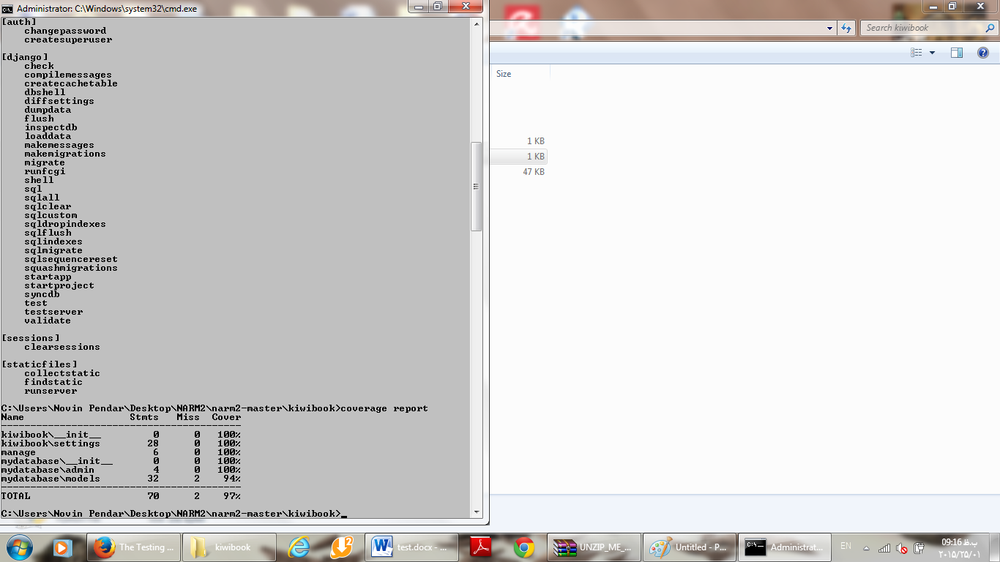 Administrator: C:\Windows\system32\cmd.exe
[auth]
    changepassword
    createsuperuser
[django]
    check
    compilemessages
    createcachetable
    dbshell
    diffsettings
    dumpdata
    flush
    inspectdb
    loaddata
    makemessages
    makemigrations
    migrate
    runfcgi
    shell
    sql
    sqlall
    sqlclear
    sqlcustom
    sqldropindexes
    sqlflush
    sqlindexes
    sqlmigrate
    sqlsequencereset
    squashmigrations
    startapp
    startproject
    syncdb
    test
    testserver
    validate
[sessions]
    clearsessions
[staticfiles]
    collectstatic
    findstatic
    runserver
C:\Users\Novin Pendar\Desktop\NARM2\narm2-master\kiwibook>coverage report
Name                  Stmts   Miss  Cover
-----------------------------------------
kiwibook\__init__         0      0   100%
kiwibook\settings        28      0   100%
manage                    6      0   100%
mydatabase\__init__       0      0   100%
mydatabase\admin          4      0   100%
mydatabase\models        32      2    94%
-----------------------------------------
TOTAL                    70      2    97%
C:\Users\Novin Pendar\Desktop\NARM2\narm2-master\kiwibook>_
Search kiwibook
Size
1 KB
1 KB
47 KB
The Testing ...
kiwibook
test.docx - ...
UNZIP_ME_...
Untitled - P...
Administrat...
EN
09:16 ب.ظ
۲۰۱۵/۲۵/۰۱